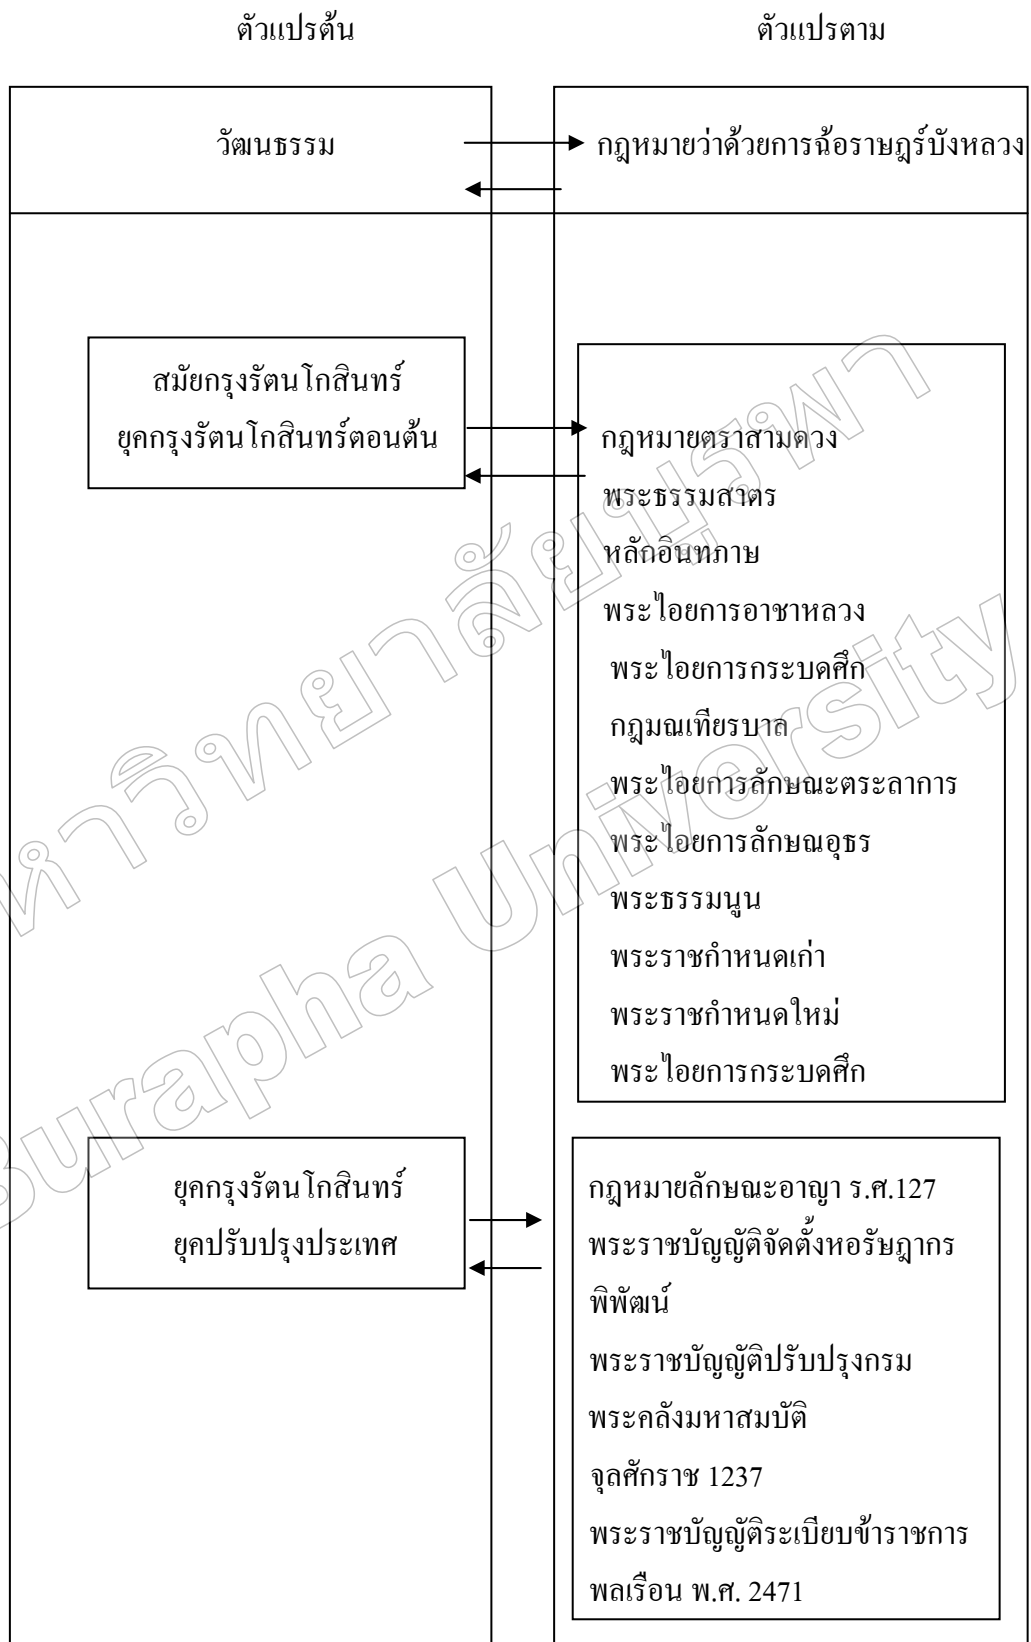 ตัวแปรต้น
ตัวแปรตาม
วัฒนธรรม
กฎหมายว่าด้วยการฉ้อราษฎร์บังหลวง
สมัยกรุงรัตนโกสินทร์
ยุคกรุงรัตนโกสินทร์ตอนต้น
กฎหมายตราสามดวง
พระธรรมสาตร
หลักอินทภาษ
พระไอยการอาชาหลวง
พระไอยการกระบดศึก
กฎมณเฑียรบาล
พระไอยการลักษณะตระลาการ
พระไอยการลักษณอุธร
พระธรรมนูน
พระราชกำหนดเก่า
พระราชกำหนดใหม่
พระไอยการกระบดศึก
ยุคกรุงรัตนโกสินทร์
ยุคปรับปรุงประเทศ
กฎหมายลักษณะอาญา ร.ศ.127
พระราชบัญญัติจัดตั้งหอรัษฎากร
พิพัฒน์
พระราชบัญญัติปรับปรุงกรม
พระคลังมหาสมบัติ
จุลศักราช 1237
พระราชบัญญัติระเบียบข้าราชการ
พลเรือน พ.ศ. 2471
หาวิทยาลัยบูรพา
Burapha University